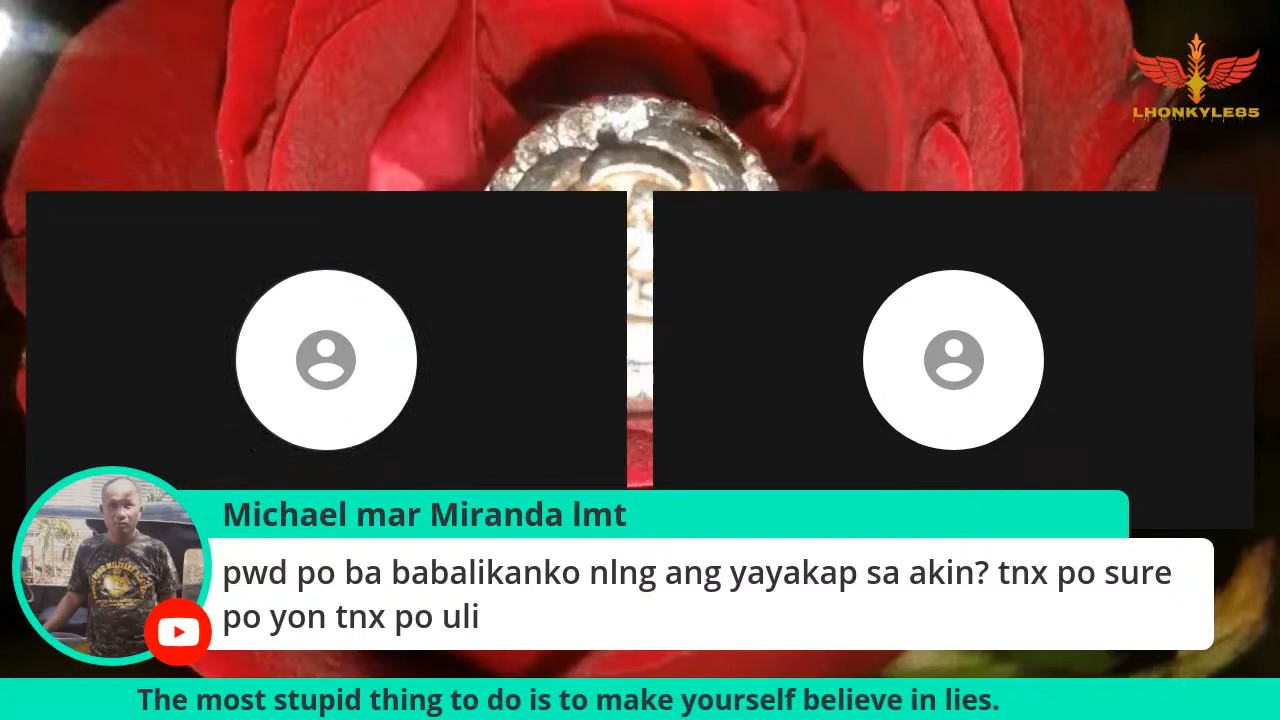 LHONKYLE85
Michael mar Miranda lmt
pwd po ba babalikanko nlng ang yayakap sa akin? tnx po sure
po yon tnx po uli
The most stupid thing to do is to make yourself believe in lies.